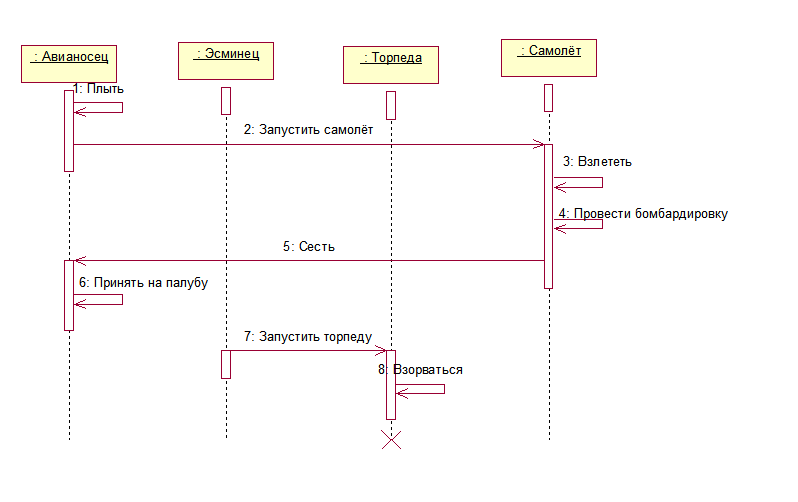 : Авианосец
: Эсминец
: Торпеда
: Самолёт
1: Плыть
2: Запустить самолёт
3: Взлететь
4: Провести бомбардировку
5: Сесть
6: Принять на палубу
7: Запустить торпеду
8: Взорваться